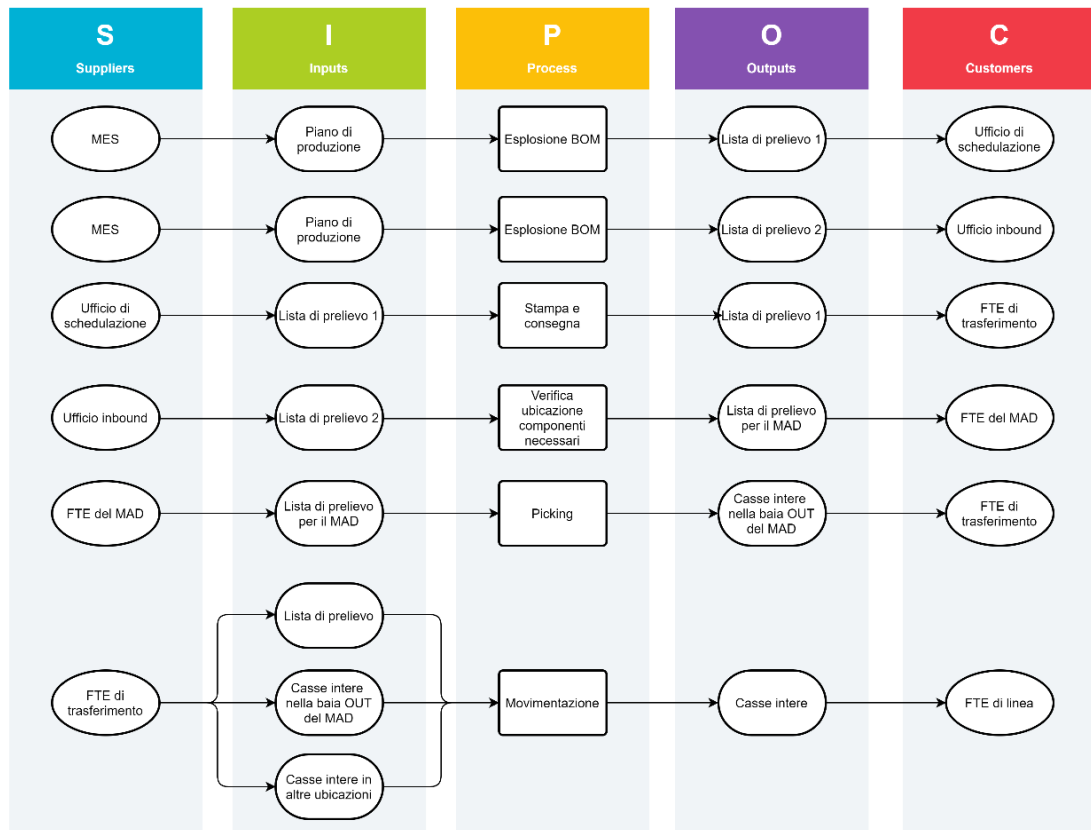 S
Suppliers
I
Inputs
P
Process
O
Outputs
C
Customers
MES
Piano di
produzione
Esplosione BOM
Lista di prelievo 1
Ufficio di
schedulazione
MES
Piano di
produzione
Esplosione BOM
Lista di prelievo 2
Ufficio inbound
Ufficio di
schedulazione
Lista di prelievo 1
Stampa e
consegna
Lista di prelievo 1
FTE di
trasferimento
Ufficio inbound
Lista di prelievo 2
Verifica
ubicazione
componenti
necessari
Lista di prelievo
per il MAD
FTE del MAD
FTE del MAD
Lista di prelievo
per il MAD
Picking
Casse intere
nella baia OUT
del MAD
FTE di
trasferimento
FTE di
trasferimento
Lista di prelievo
Casse intere
nella baia OUT
del MAD
Casse intere in
altre ubicazioni
Movimentazione
Casse intere
FTE di linea